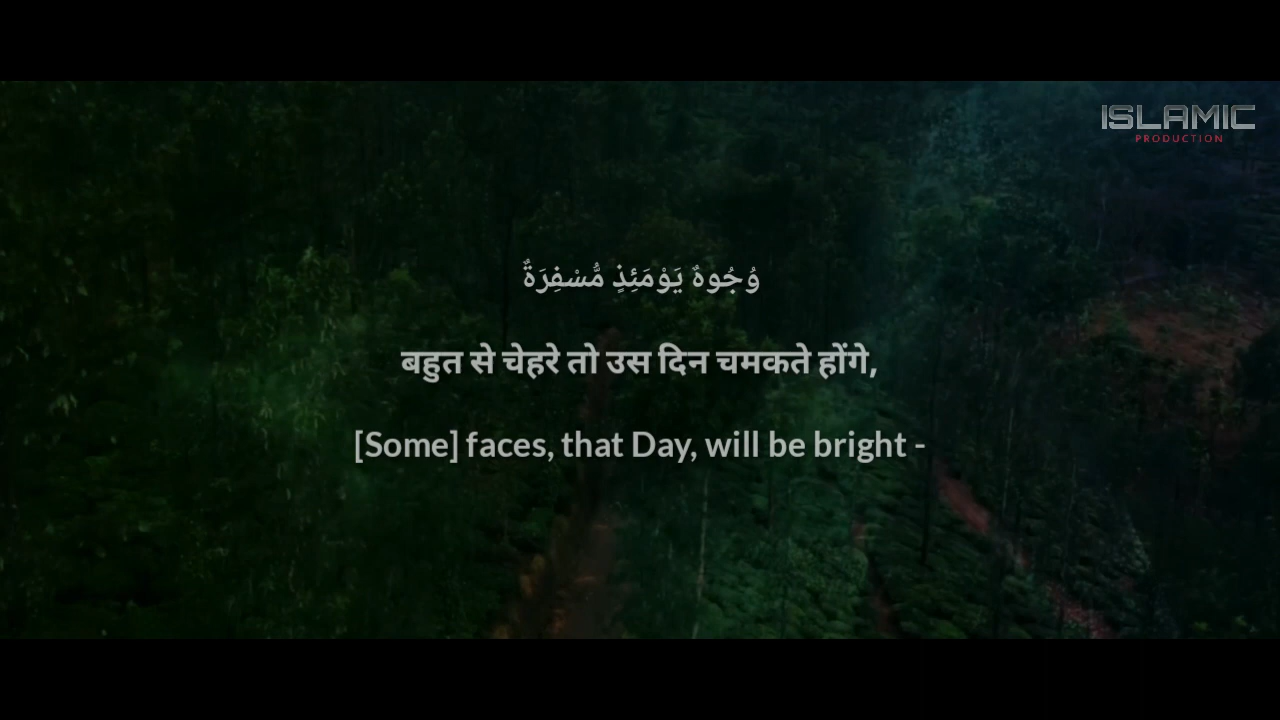 ISLAMIC
PRODUCTION
وُجُوهٌ يَوْمَئِذٍ مُّسْفِرَةٌ
बहुत से चेहरे तो उस दिन चमकते होंगे,
[Some] faces, that Day, will be bright -